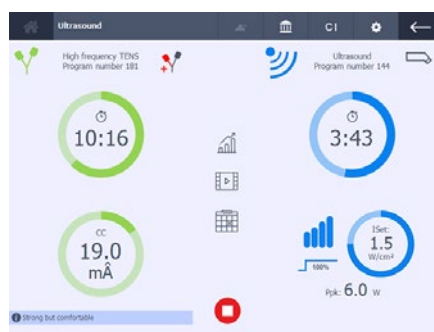 Ultrasound
CI
High frequency TENS
Program number 181
Ultrasound
Program number 144
10:16
3:43
CC
19.0
mÂ
ISet:
1.5
W/cm²
100%
Ppk: 6.0 W
Strong but comfortable